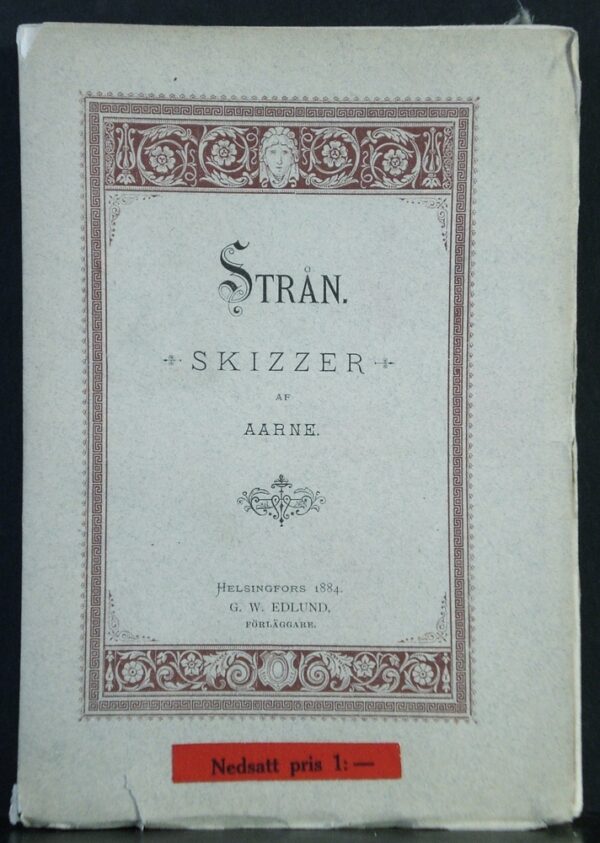 STRÅN.
SKIZZER
AF
AARNE.
HELSINGFORS 1884.
G. W. EDLUND,
FÖRLÄGGARE.
Nedsatt pris 1:—